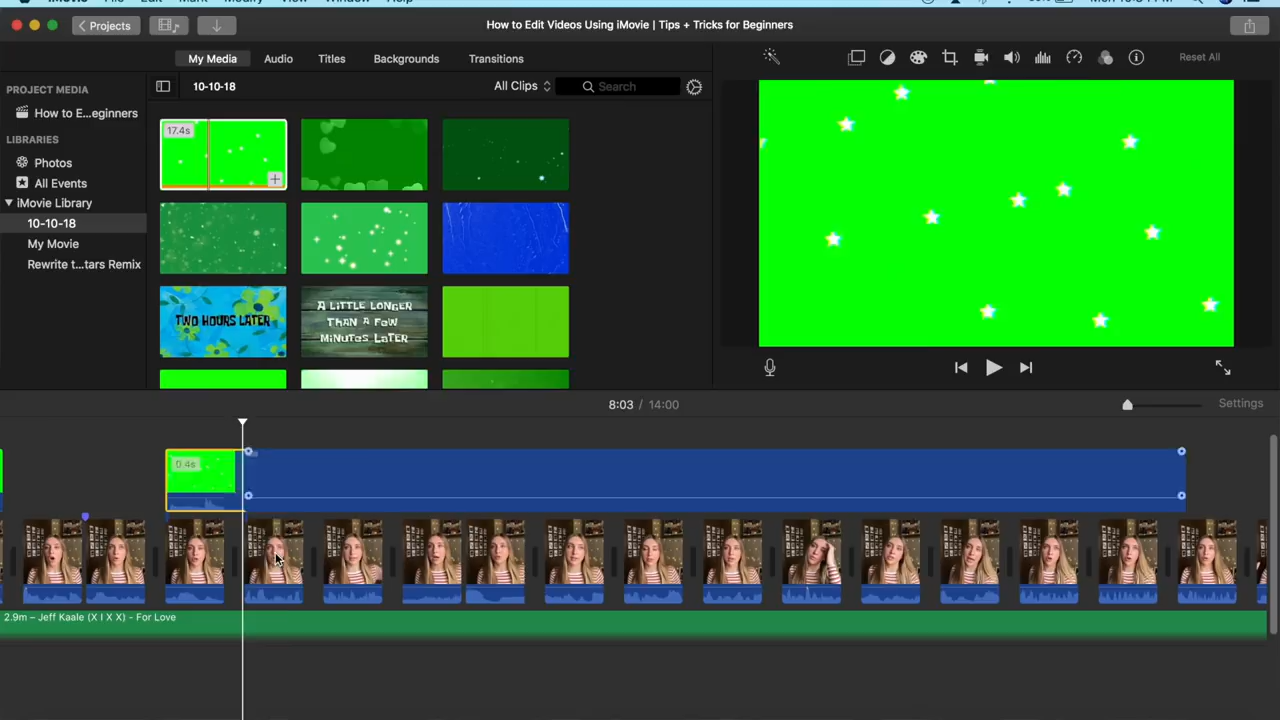 How to Edit Videos Using iMovie | Tips + Tricks for Beginners
Projects
My Media Audio Titles Backgrounds Transitions
Reset All
PROJECT MEDIA
10-10-18
All Clips
Search
How to E...eginners
LIBRARIES
Photos
All Events
iMovie Library
10-10-18
My Movie
Rewrite t...tars Remix
17.4s
TWO HOURS LATER
A LITTLE LONGER
THAN A FEW
MINUTES LATER
8:03 / 14:00
Settings
0.4s
2.9m – Jeff Kaale (X I X X) - For Love